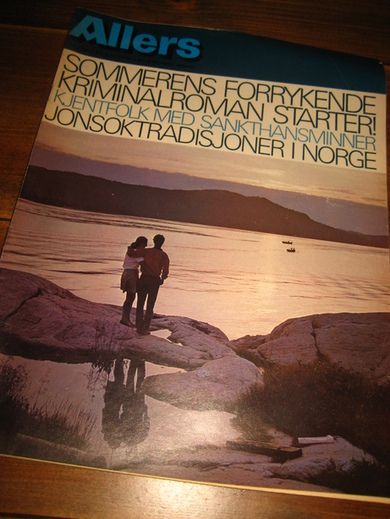 Allers
SOMMERENS FORRYKENDE
KRIMINALROMAN STARTER!
KJENTFOLK MED SANKTHANSMINNER
JONSOKTRADISJONER I NORGE